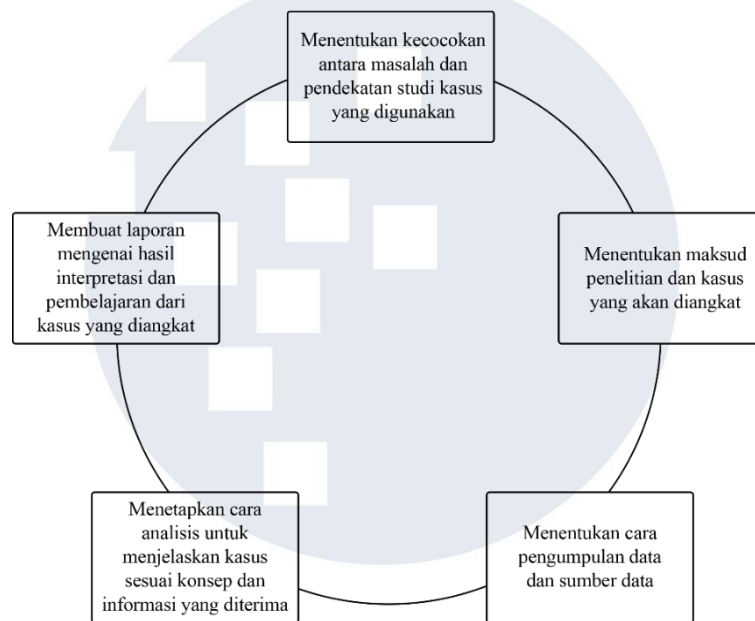 Menentukan kecocokan
antara masalah dan
pendekatan studi kasus
yang digunakan
Menentukan maksud
penelitian dan kasus
yang akan diangkat
Menentukan cara
pengumpulan data
dan sumber data
Menetapkan cara
analisis untuk
menjelaskan kasus
sesuai konsep dan
informasi yang diterima
Membuat laporan
mengenai hasil
interpretasi dan
pembelajaran dari
kasus yang diangkat